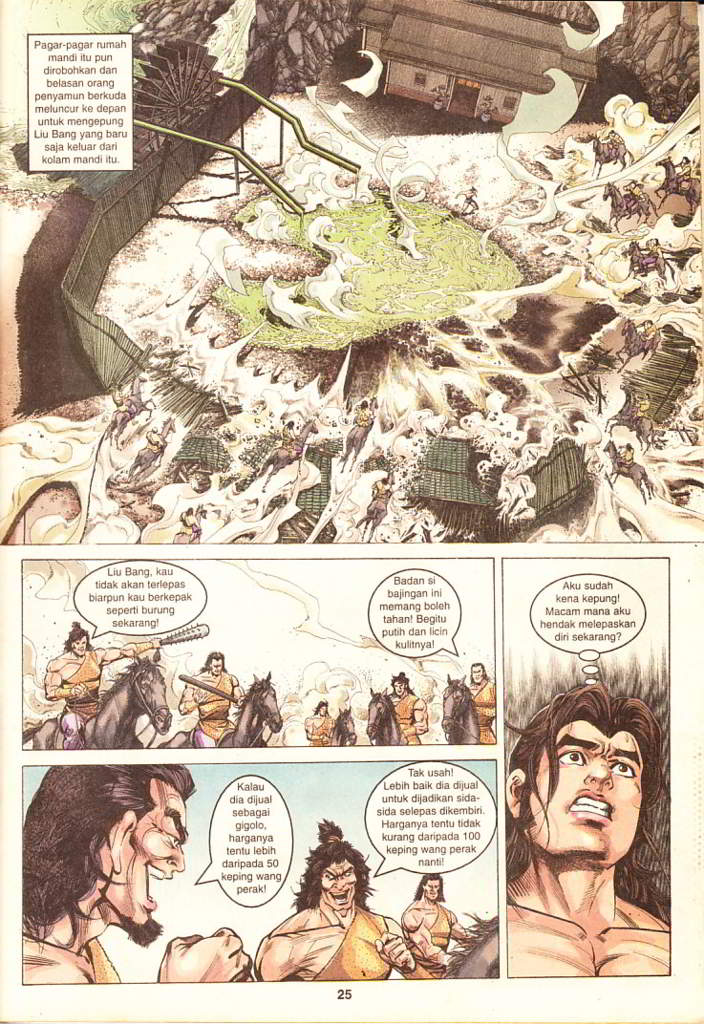 Pagar-pagar rumah
mandi itu pun
dirobohkan dan
belasan orang
penyamun berkuda
meluncur ke depan
untuk mengepung
Liu Bang yang baru
saja keluar dari
kolam mandi itu.
Liu Bang, kau
tidak akan terlepas
biarpun kau berkepak
seperti burung
sekarang!
Badan si
bajingan ini
memang boleh
tahan! Begitu
putih dan licin
kulitnya!
Aku sudah
kena kepung!
Macam mana aku
hendak melepaskan
diri sekarang?
Kalau
dia dijual
sebagai
gigolo,
harganya
tentu lebih
daripada 50
keping wang
perak!
Tak usah!
Lebih baik dia dijual
untuk dijadikan sida-
sida selepas dikembiri.
Harganya tentu tidak
kurang daripada 100
keping wang perak
nanti!
25